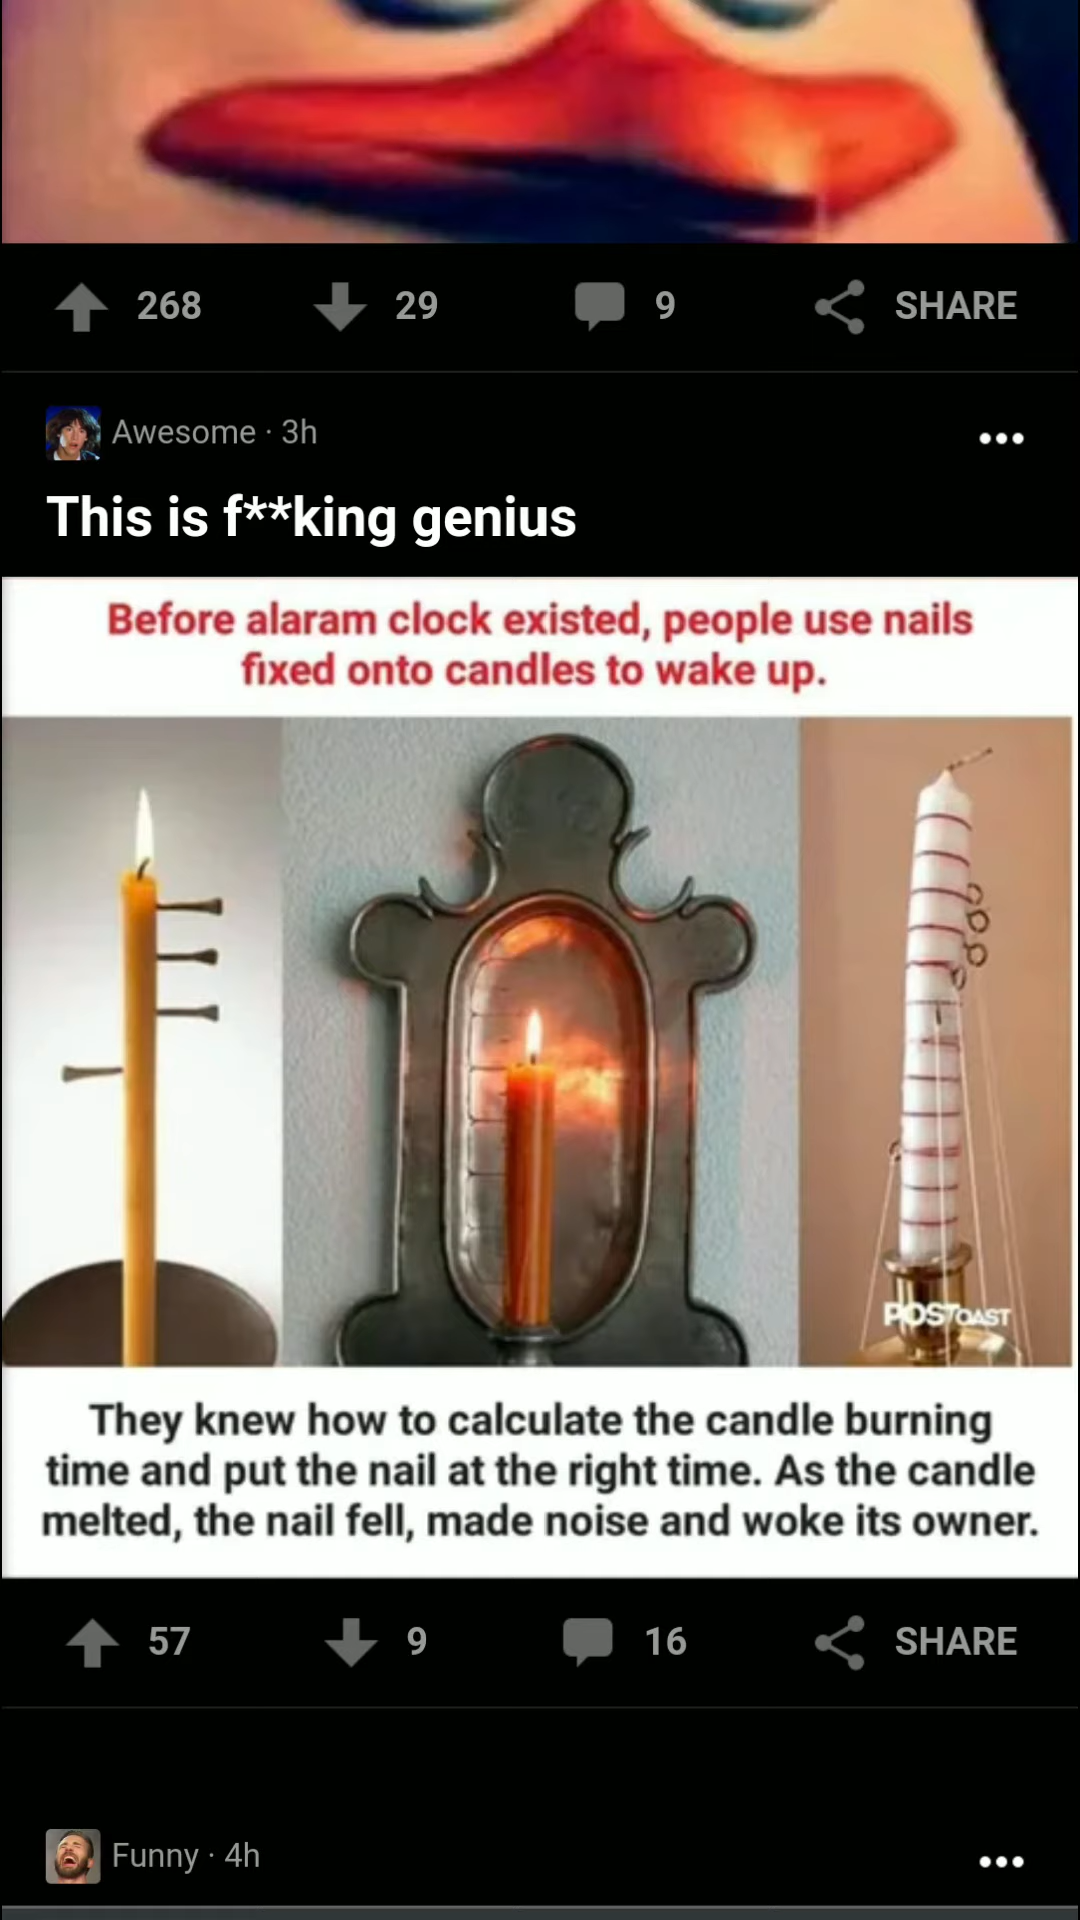 268 29 9 SHARE
Awesome · 3h
This is f**king genius
Before alaram clock existed, people use nails
fixed onto candles to wake up.
POSTOAST
They knew how to calculate the candle burning
time and put the nail at the right time. As the candle
melted, the nail fell, made noise and woke its owner.
57 9 16 SHARE
Funny · 4h